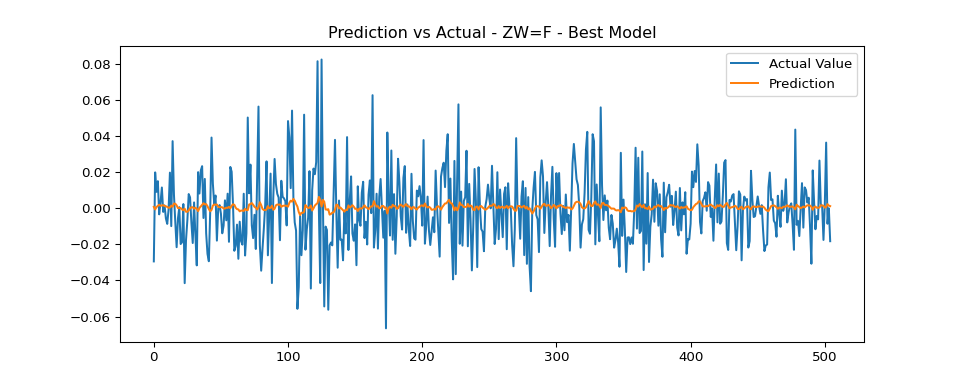 Prediction vs Actual - ZW=F - Best Model
Actual Value
Prediction
0.08
0.06
0.04
0.02
0.00
−0.02
−0.04
−0.06
0 100 200 300 400 500